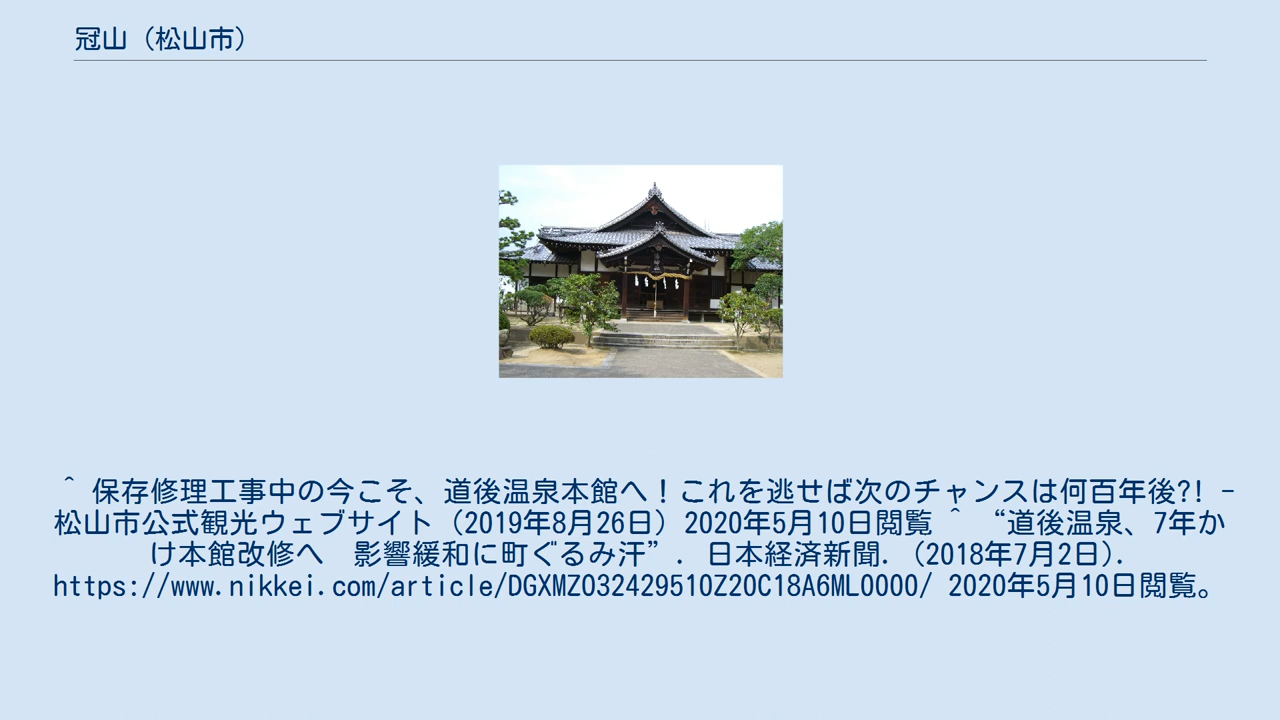 冠山（松山市）
^ 保存修理工事中の今こそ、道後温泉本館へ！これを逃せば次のチャンスは何百年後?! -
松山市公式観光ウェブサイト（2019年8月26日）2020年5月10日閲覧 ^ “道後温泉、7年か
け本館改修へ　影響緩和に町ぐるみ汗”. 日本経済新聞. (2018年7月2日).
https://www.nikkei.com/article/DGXMZO32429510Z20C18A6ML0000/ 2020年5月10日閲覧。